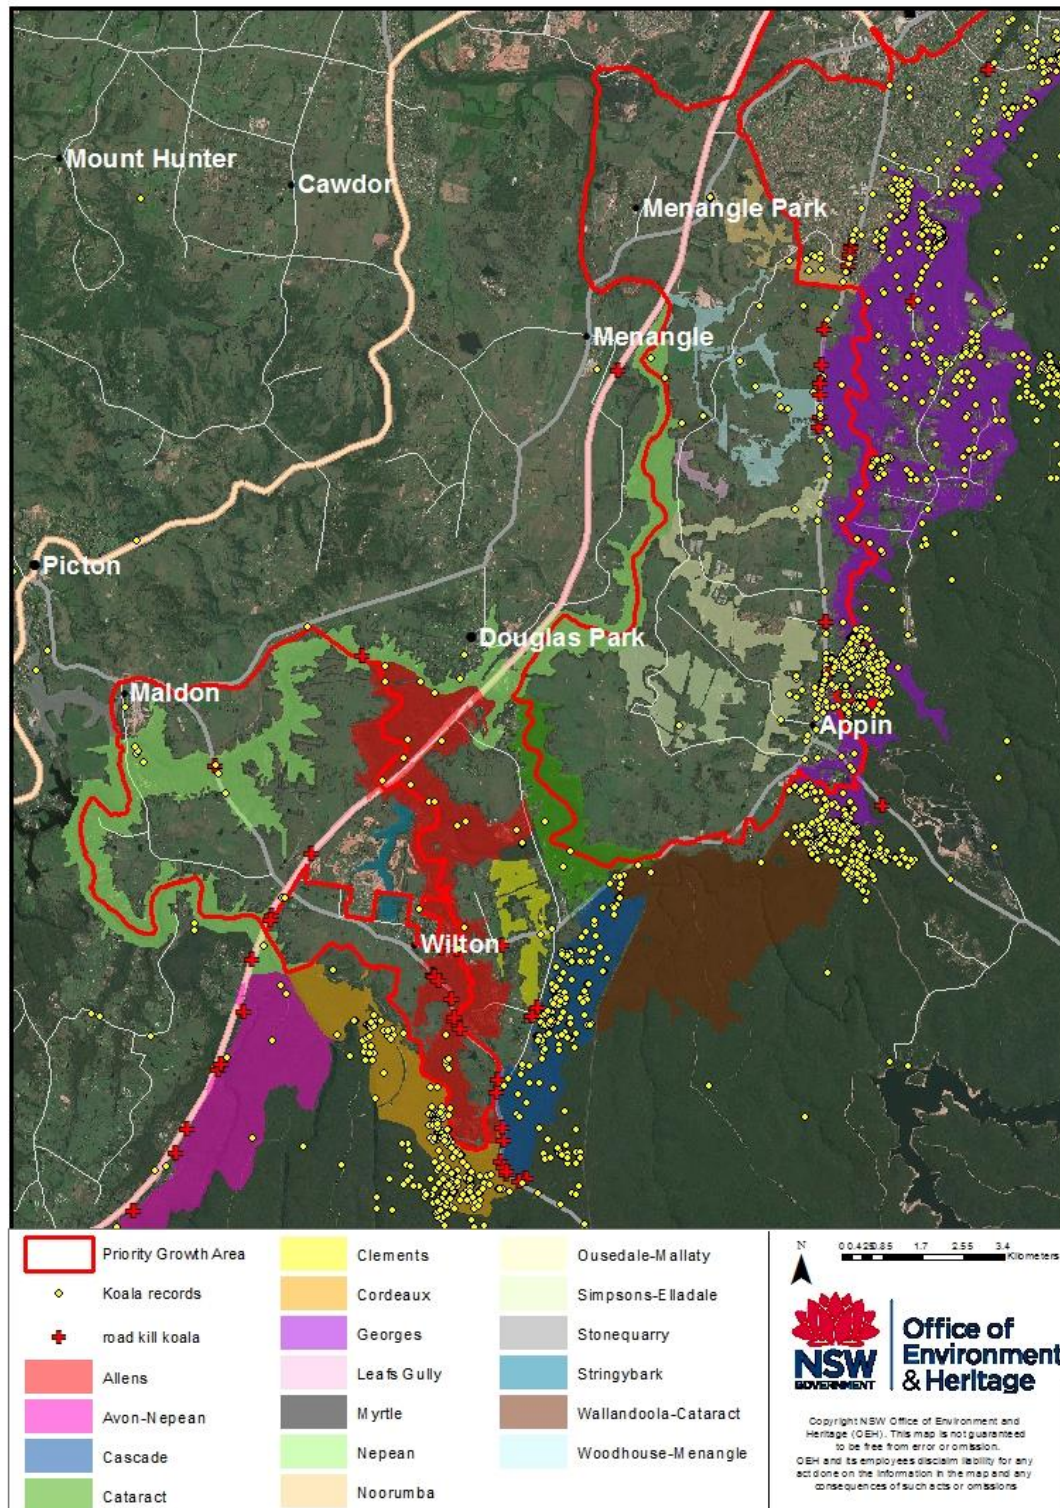 Mount Hunter
Cawdor
Menangle Park
Menangle
Picton
Douglas Park
Maldon
Appin
Wilton
Priority Growth Area
Koala records
road kill koala
Allens
Avon-Nepean
Cascade
Cataract
Clements
Cordeaux
Georges
Leafs Gully
Myrtle
Nepean
Noorumba
Ousedale-Mallaty
Simpsons-Elladale
Stonequarry
Stringybark
Wallandoola-Cataract
Woodhouse-Menangle
N
0 0.425 0.85 1.7 2.55 3.4
Kilometers
NSW
GOVERNMENT
Office of
Environment
& Heritage
Copyright NSW Office of Environment and
Heritage (OEH). This map is not guaranteed
to be free from error or omission.
OEH and its employees disclaim liability for any
act done on the information in the map and any
consequences of such acts or omissions